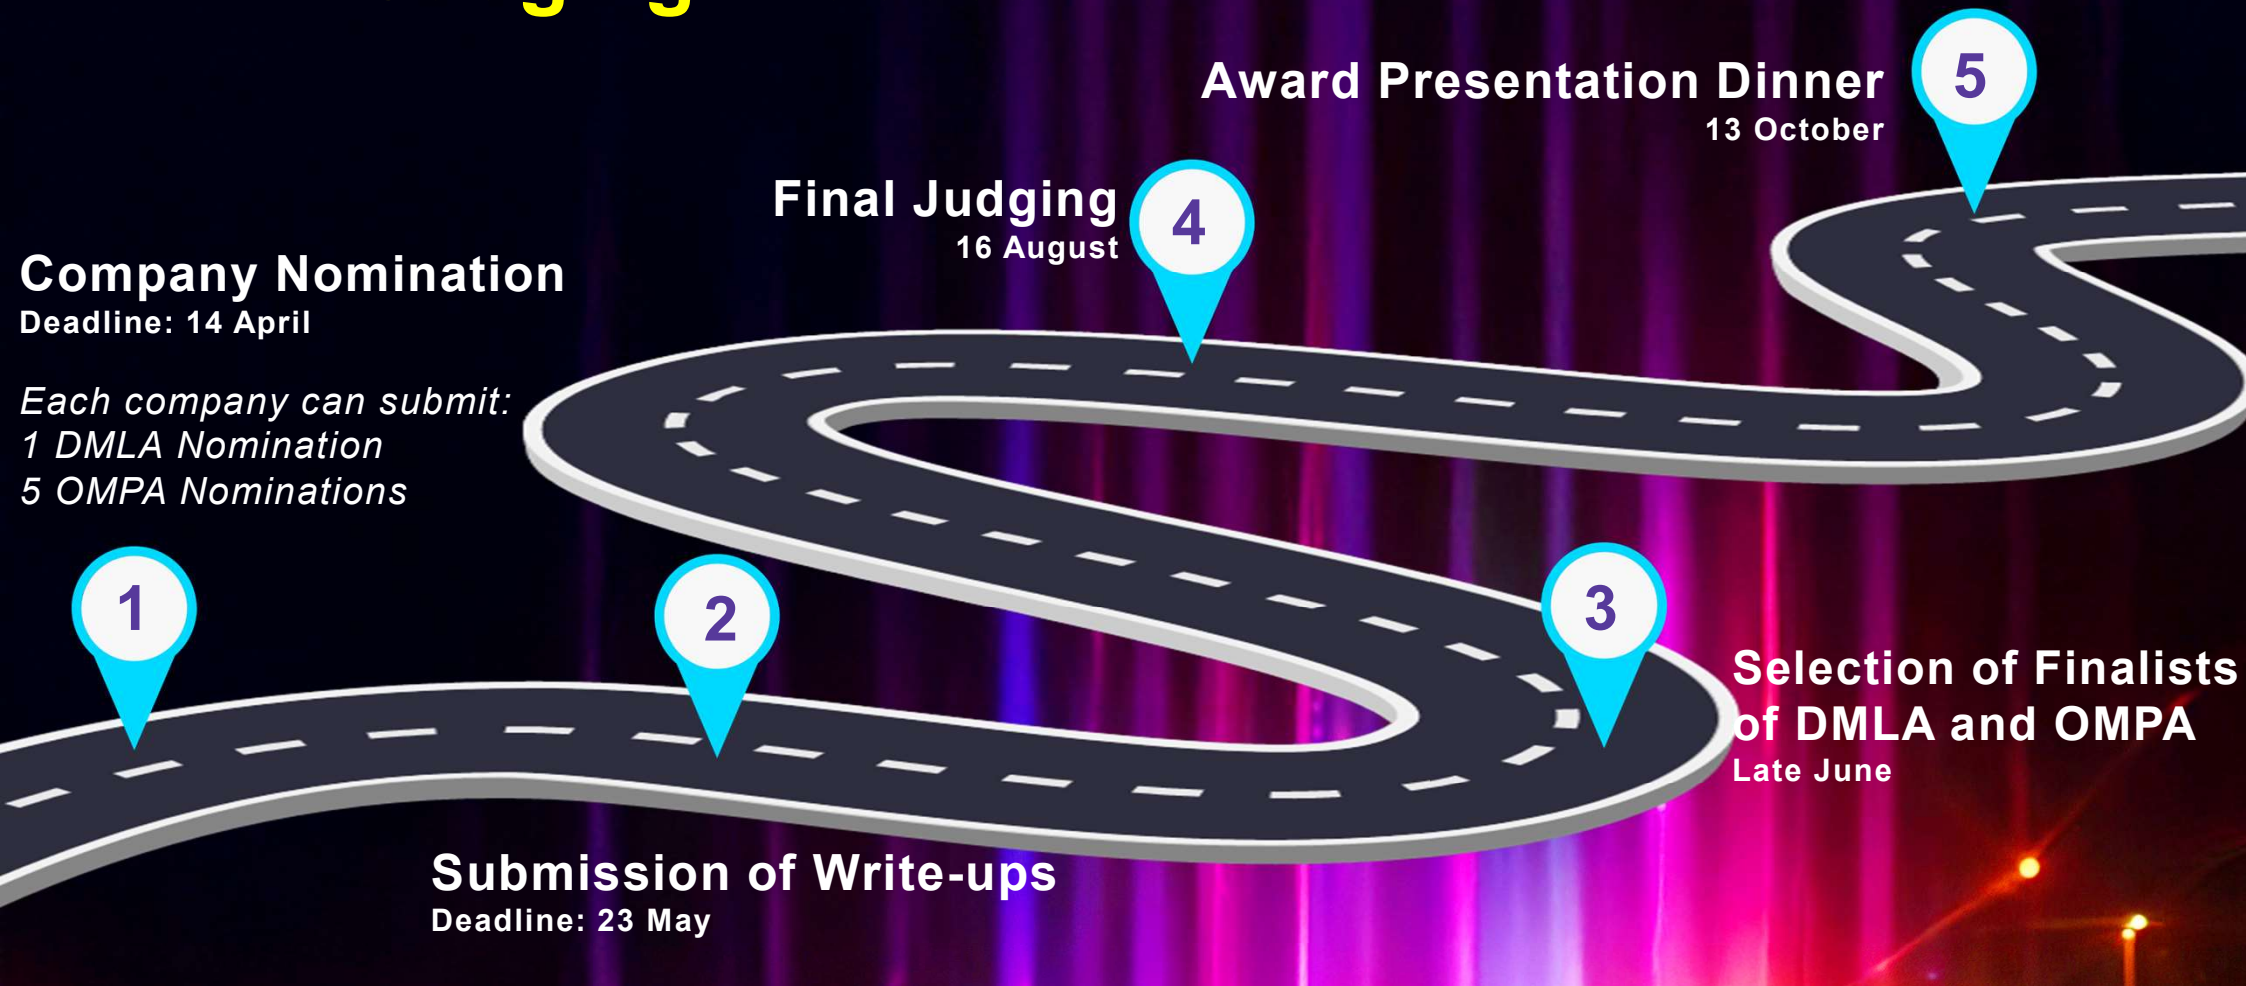 Company Nomination
Deadline: 14 April
Each company can submit:
1 DMLA Nomination
5 OMPA Nominations
1
2
Submission of Write-ups
Deadline: 23 May
3
Selection of Finalists
of DMLA and OMPA
Late June
Final Judging
16 August
4
Award Presentation Dinner
13 October
5